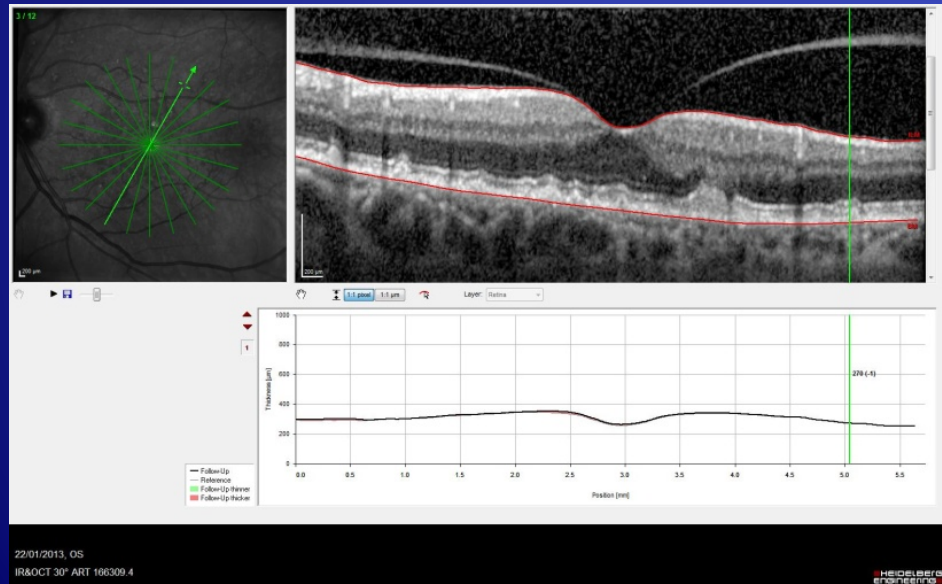 3 / 12
200 µm
200 µm
ILM
1:1 pixel
1:1 µm
Layer:
Retina
1
1000
800
600
400
200
0
Thickness [µm]
270 (-1)
0.0
0.5
1.0
1.5
2.0
2.5
3.0
3.5
4.0
4.5
5.0
5.5
Position [mm]
Follow-Up
Reference
Follow-Up thinner
Follow-Up thicker
22/01/2013, OS
IR&OCT 30° ART 166309.4
HEIDELBERG
ENGINEERING